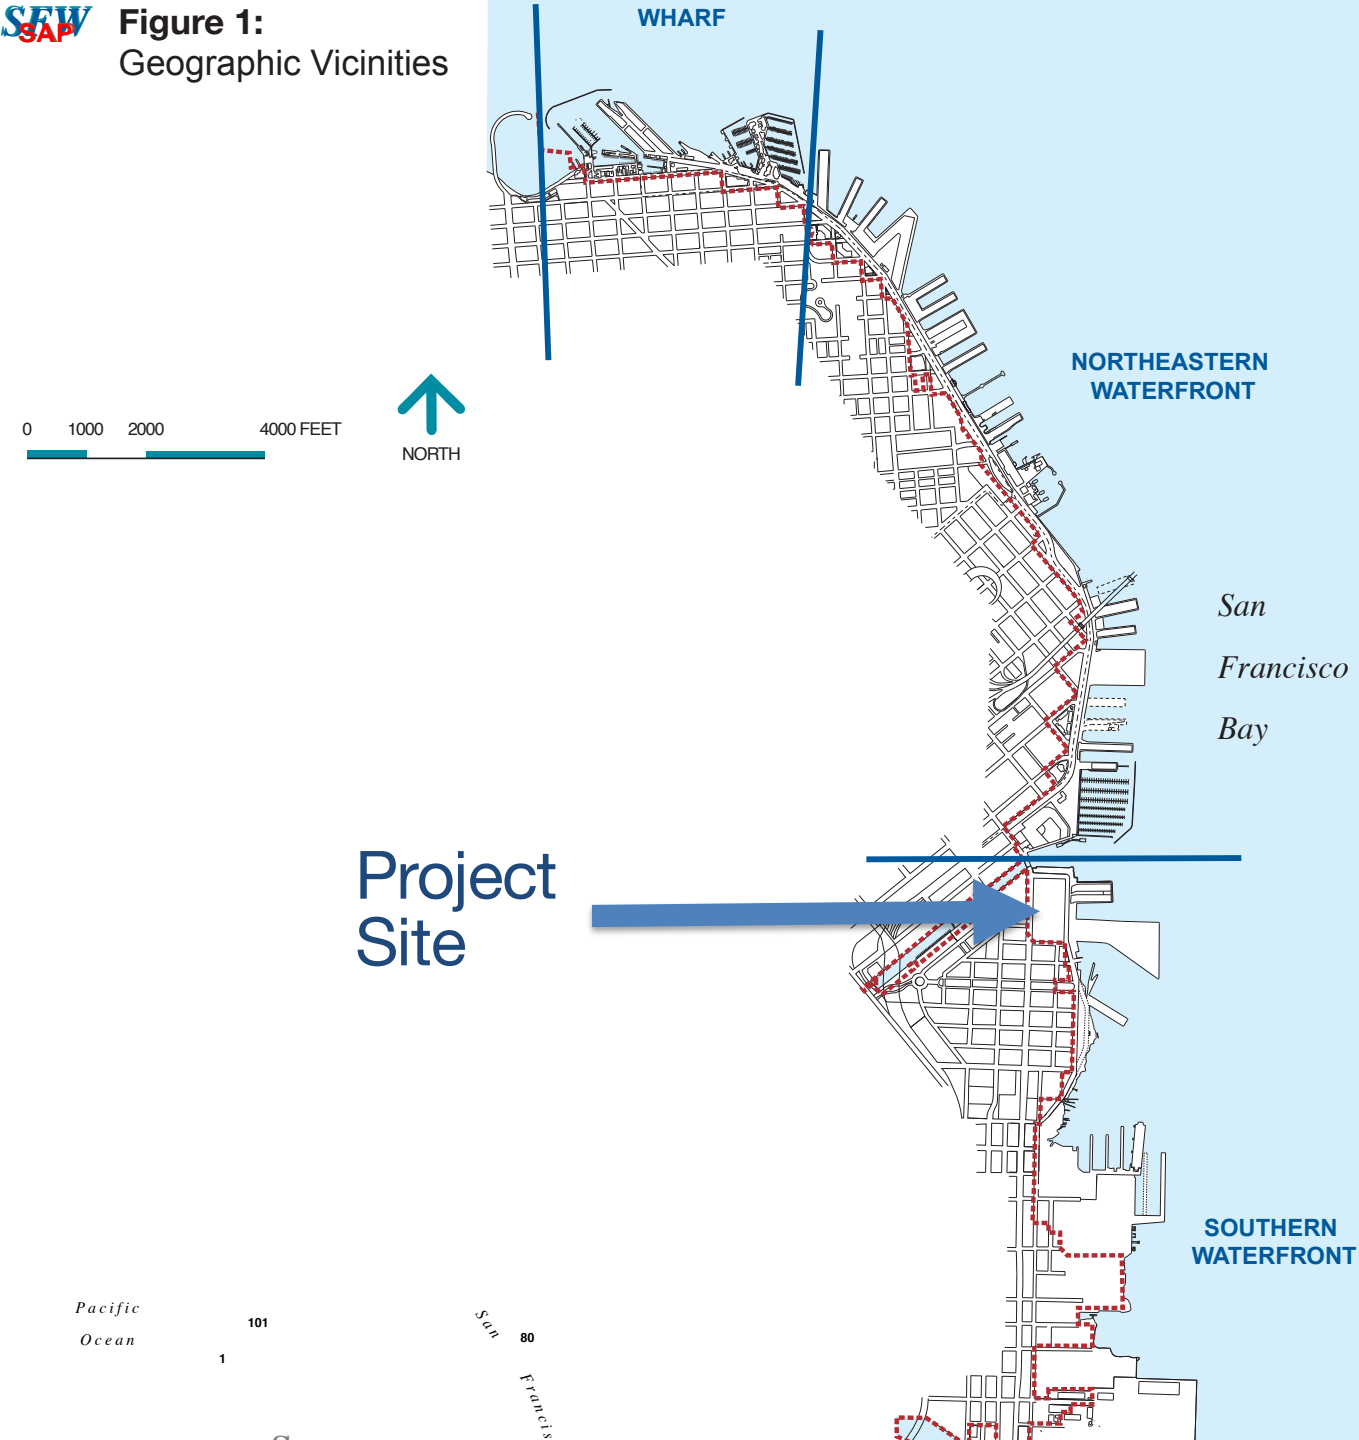 SFW
SAP
Figure 1:
Geographic Vicinities
WHARF
NORTHEASTERN
WATERFRONT
0 1000 2000 4000 FEET
NORTH
San
Francisco
Bay
Project
Site
SOUTHERN
WATERFRONT
Pacific
Ocean
101
1
San
80